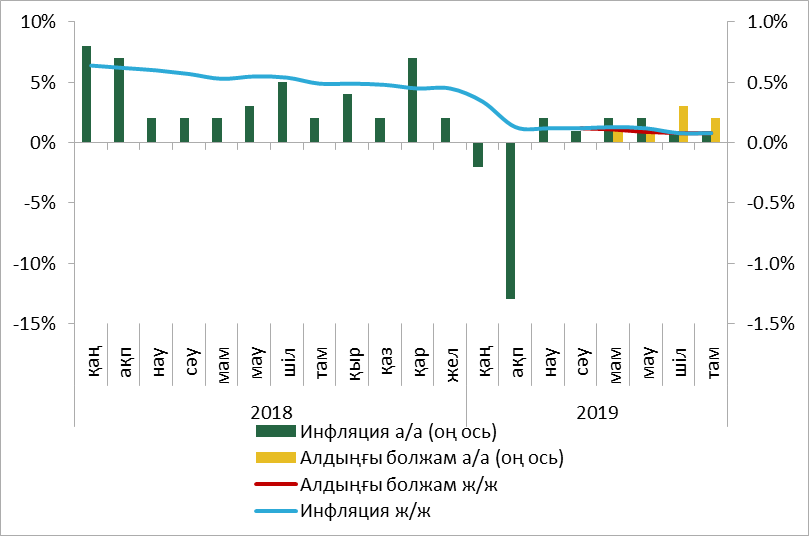 10% 1.0%
5% 0.5%
0% 0.0%
-5% -0.5%
-10% -1.0%
-15% -1.5%
қаң ақп нау сәу мам мау шіл там қыр қаз қар жел қаң ақп нау сәу мам мау шіл там
2018 2019
Инфляция а/а (оң ось)
Алдыңғы болжам а/а (оң ось)
Алдыңғы болжам ж/ж
Инфляция ж/ж